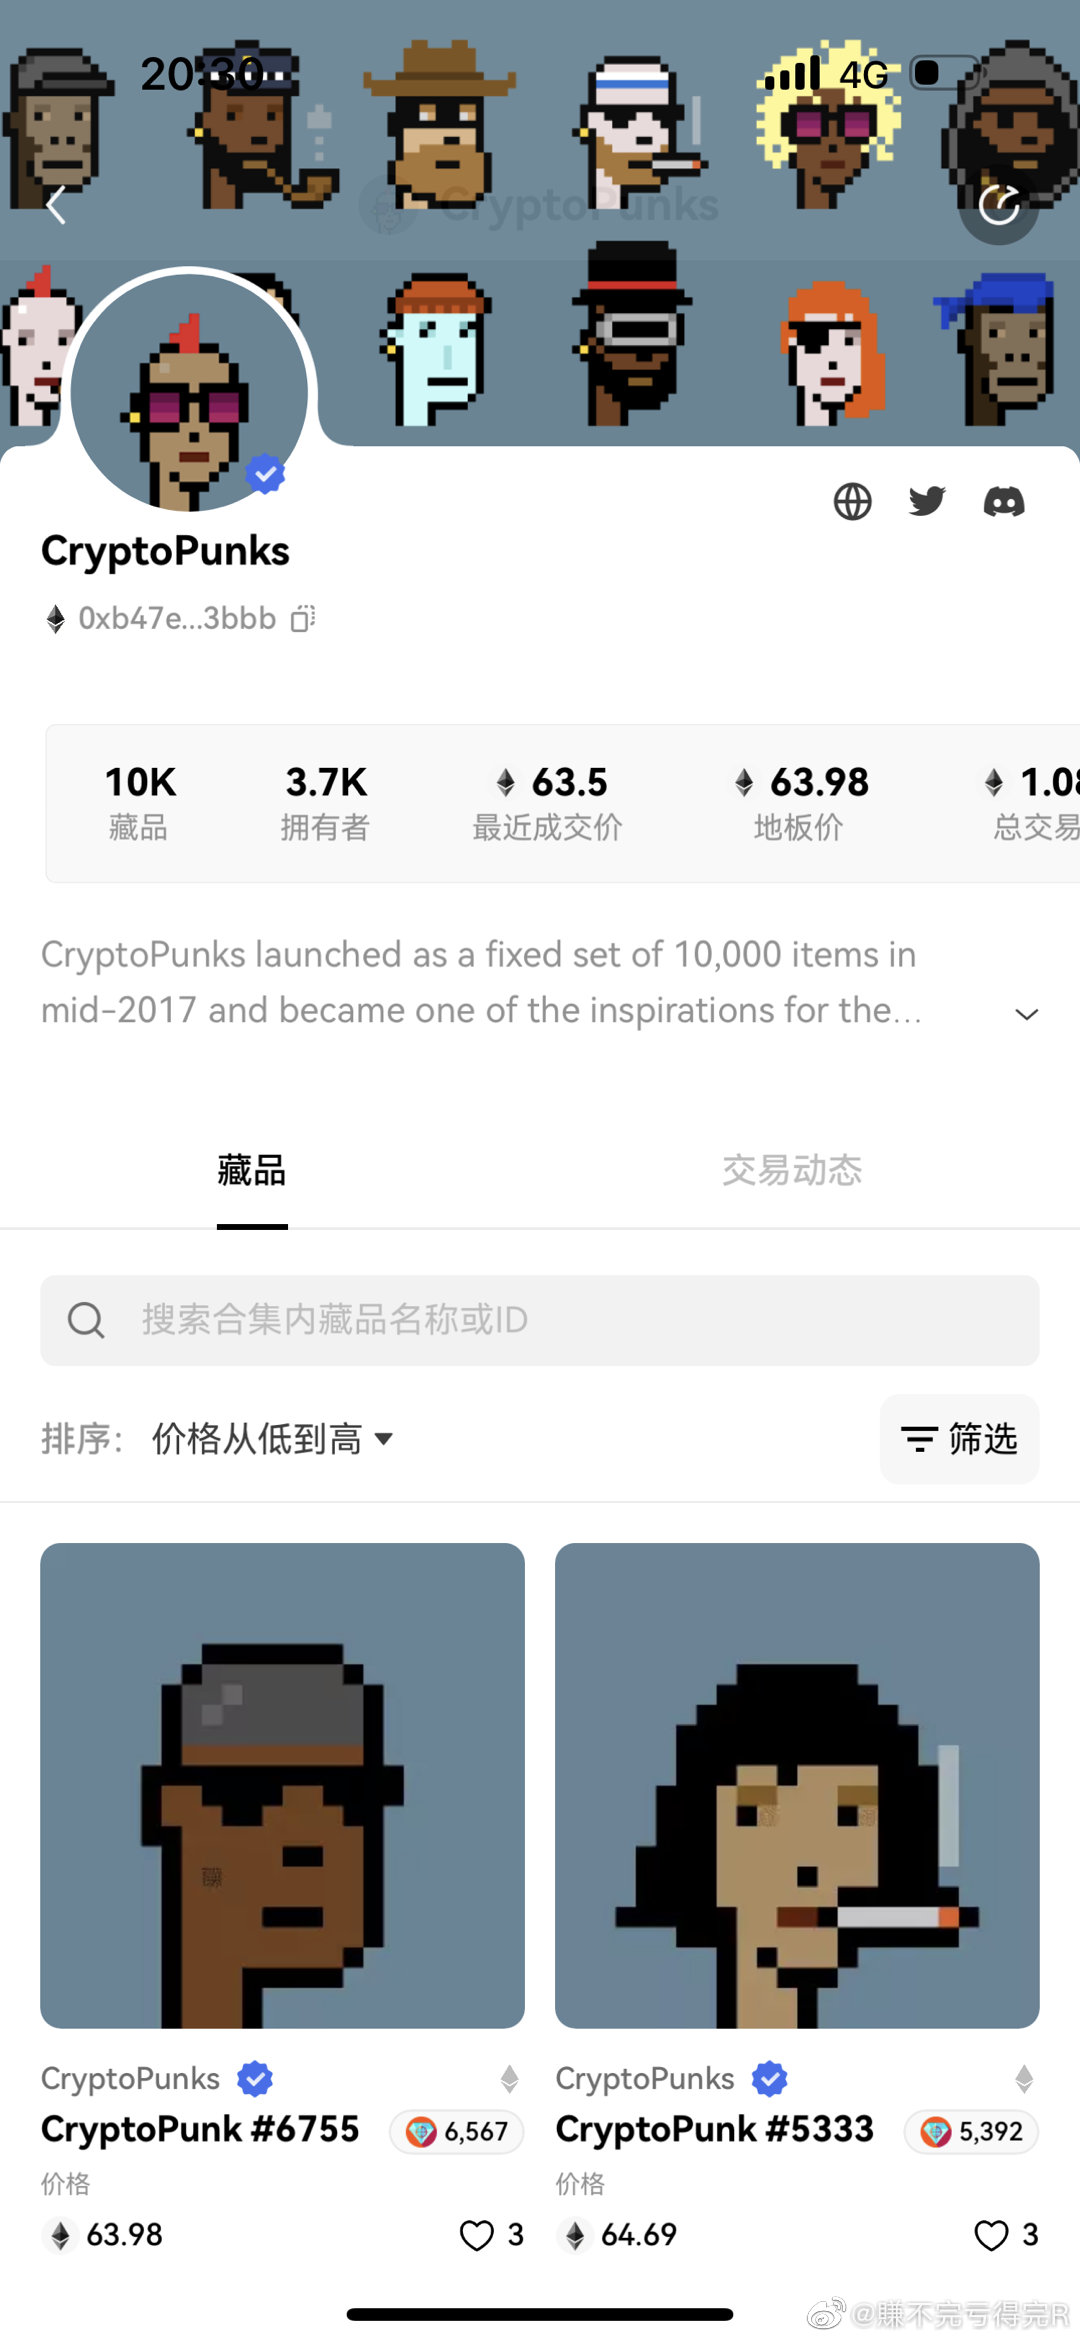 20:30
4G
CryptoPunks
CryptoPunks
0xb47e...3bbb
10K 3.7K 63.5 63.98 1.08
藏品 拥有者 最近成交价 地板价 总交易
CryptoPunks launched as a fixed set of 10,000 items in
mid-2017 and became one of the inspirations for the...
藏品 交易动态
搜索合集内藏品名称或ID
排序: 价格从低到高 筛选
CryptoPunks CryptoPunks
CryptoPunk #6755 6,567 CryptoPunk #5333 5,392
价格 价格
63.98 3 64.69 3
@賺不完亏得完R